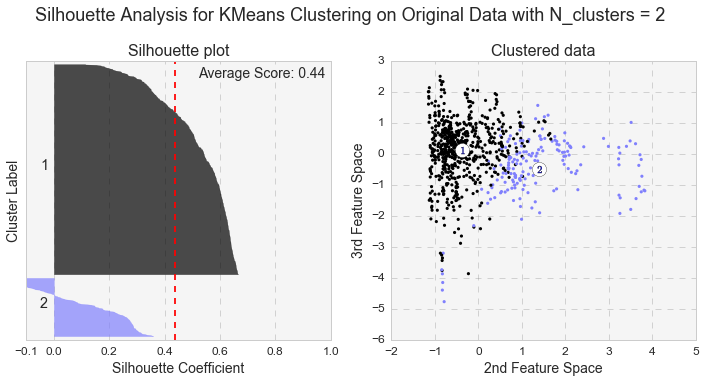 Silhouette Analysis for KMeans Clustering on Original Data with N_clusters = 2
Silhouette plot
Average Score: 0.44
Cluster Label
1
2
−0.1 0.0 0.2 0.4 0.6 0.8 1.0
Silhouette Coefficient
Clustered data
3rd Feature Space
3
2
1
0
−1
−2
−3
−4
−5
−6
1
2
−2 −1 0 1 2 3 4 5
2nd Feature Space